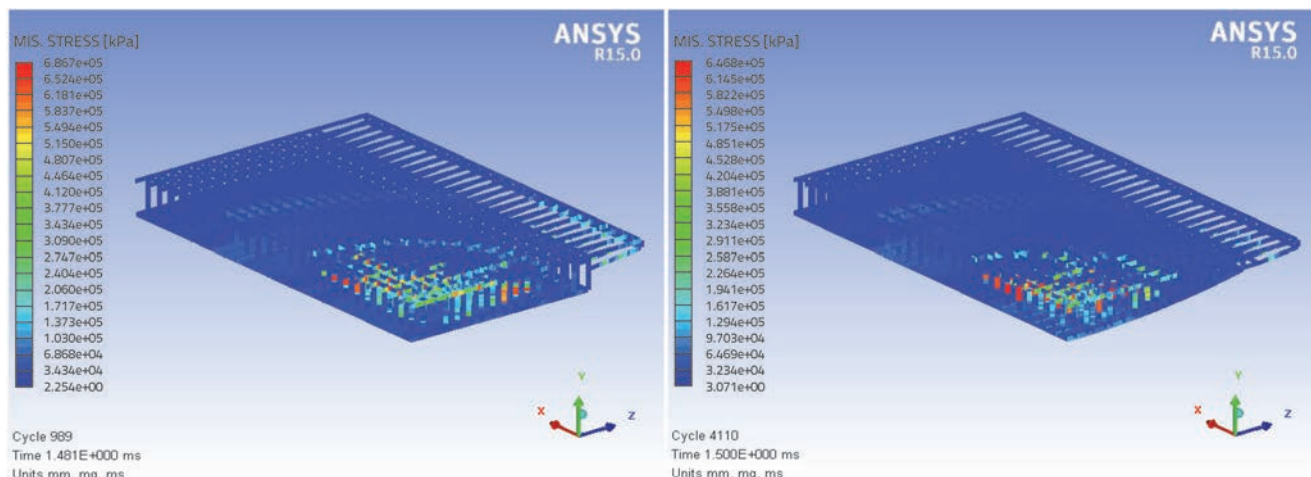 ANSYS
R15.0
MIS. STRESS [kPa]
6.867e+05
6.524e+05
6.181e+05
5.837e+05
5.494e+05
5.150e+05
4.807e+05
4.464e+05
4.120e+05
3.777e+05
3.434e+05
3.090e+05
2.747e+05
2.404e+05
2.060e+05
1.717e+05
1.373e+05
1.030e+05
6.868e+04
3.434e+04
2.254e+00
Y
X
Z
Cycle 989
Time 1.481E+000 ms
Units mm, mg, ms
ANSYS
R15.0
MIS. STRESS [kPa]
6.468e+05
6.145e+05
5.822e+05
5.498e+05
5.175e+05
4.851e+05
4.528e+05
4.204e+05
3.881e+05
3.558e+05
3.234e+05
2.911e+05
2.587e+05
2.264e+05
1.941e+05
1.617e+05
1.294e+05
9.703e+04
6.469e+04
3.234e+04
3.071e+00
Y
X
Z
Cycle 4110
Time 1.500E+000 ms
Units mm, mg, ms